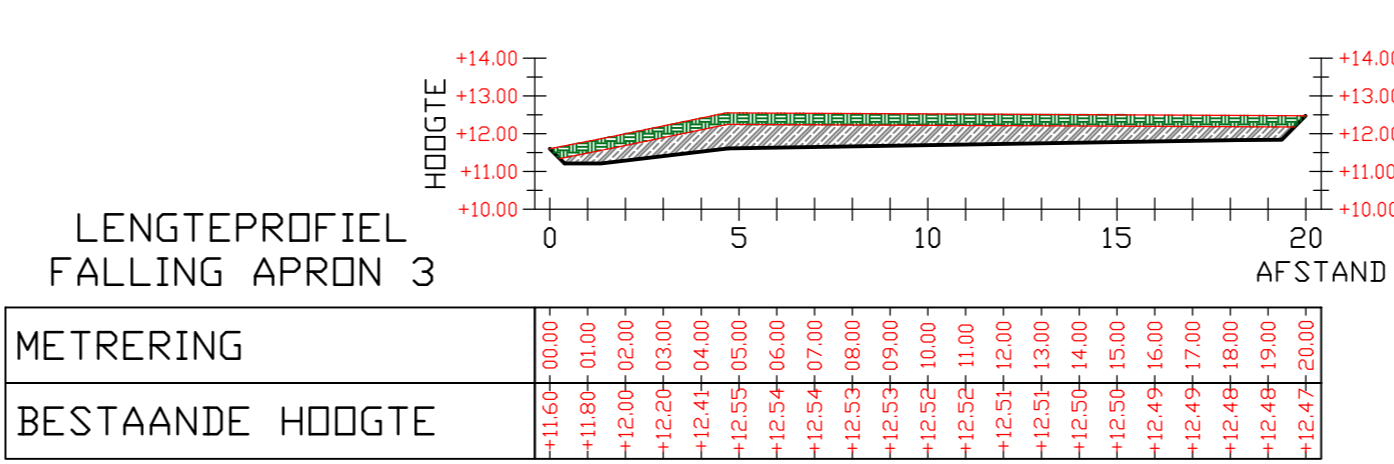 +14.00
+13.00
+12.00
+11.00
+10.00
HOOGTE
+14.00
+13.00
+12.00
+11.00
+10.00
0 5 10 15 20
AFSTAND
LENGTEPROFIEL
FALLING APRON 3
METRERING 00.00 01.00 02.00 03.00 04.00 05.00 06.00 07.00 08.00 09.00 10.00 11.00 12.00 13.00 14.00 15.00 16.00 17.00 18.00 19.00 20.00
BESTAANDE HOOGTE +11.60 +11.80 +12.00 +12.20 +12.41 +12.55 +12.54 +12.54 +12.53 +12.53 +12.52 +12.52 +12.51 +12.51 +12.50 +12.50 +12.49 +12.49 +12.48 +12.48 +12.47